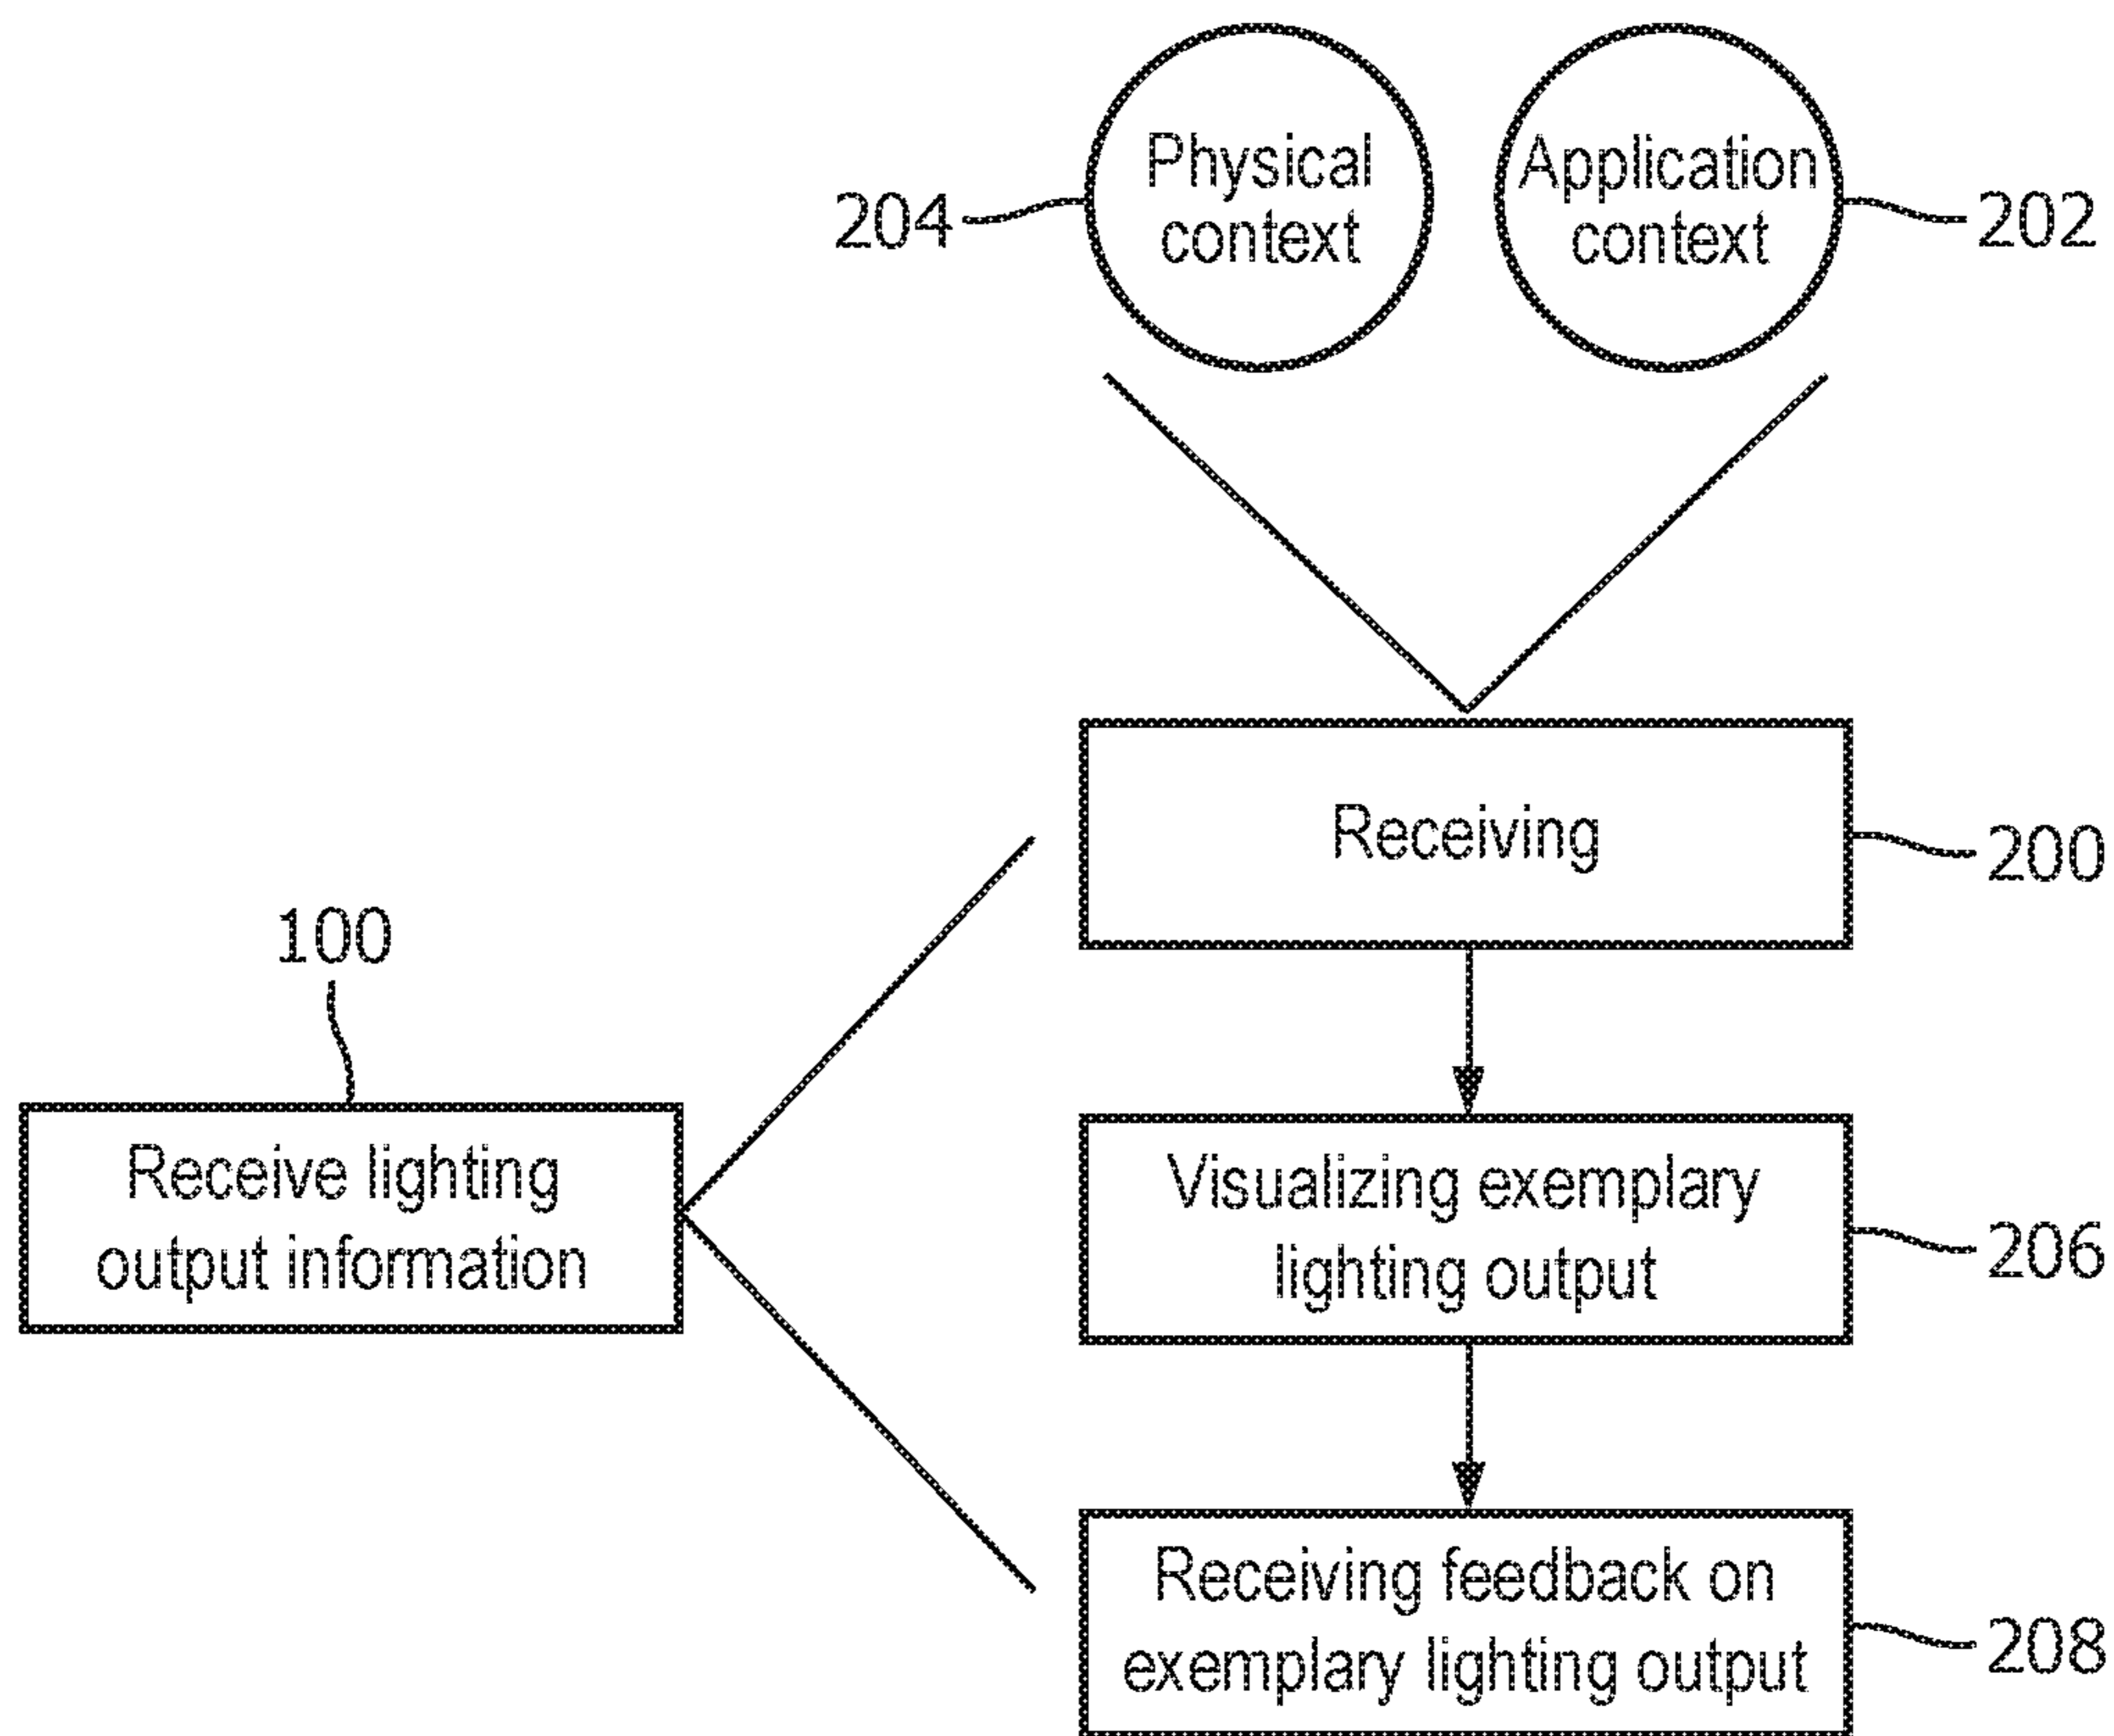 Physical
context
204
Application
context
202
Receiving
200
100
Receive lighting
output information
Visualizing exemplary
lighting output
206
Receiving feedback on
exemplary lighting output
208